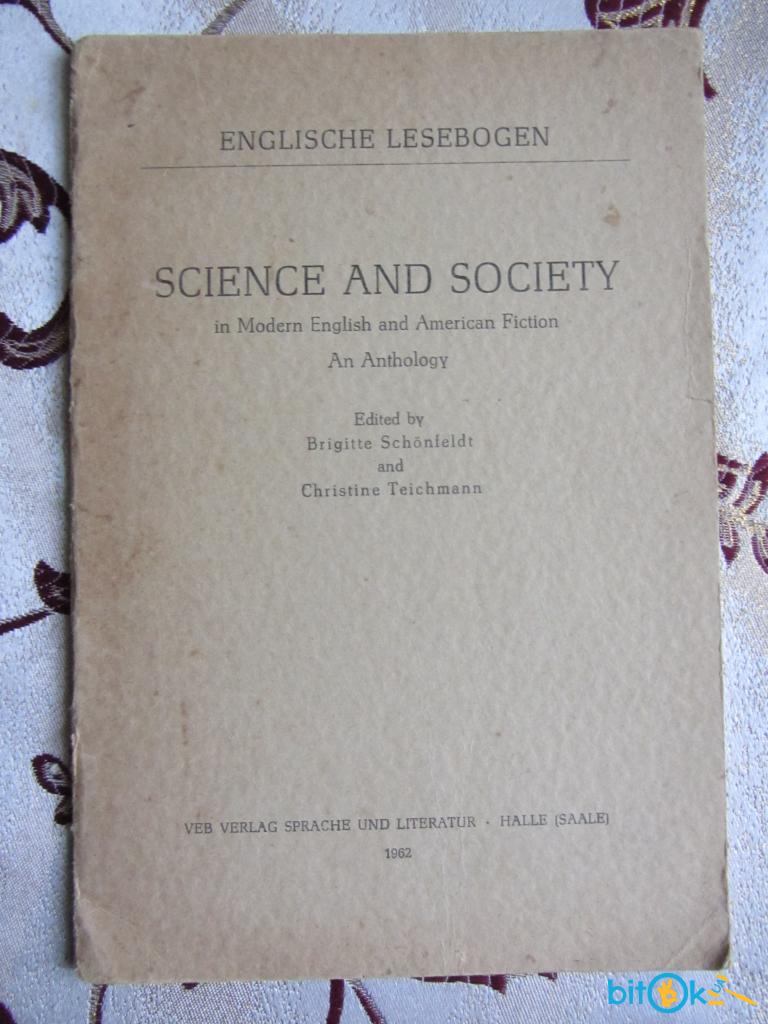 ENGLISCHE LESEBOGEN
SCIENCE AND SOCIETY
in Modern English and American Fiction
An Anthology
Edited by
Brigitte Schönfeldt
and
Christine Teichmann
VEB VERLAG SPRACHE UND LITERATUR · HALLE (SAALE)
1962
bitOk